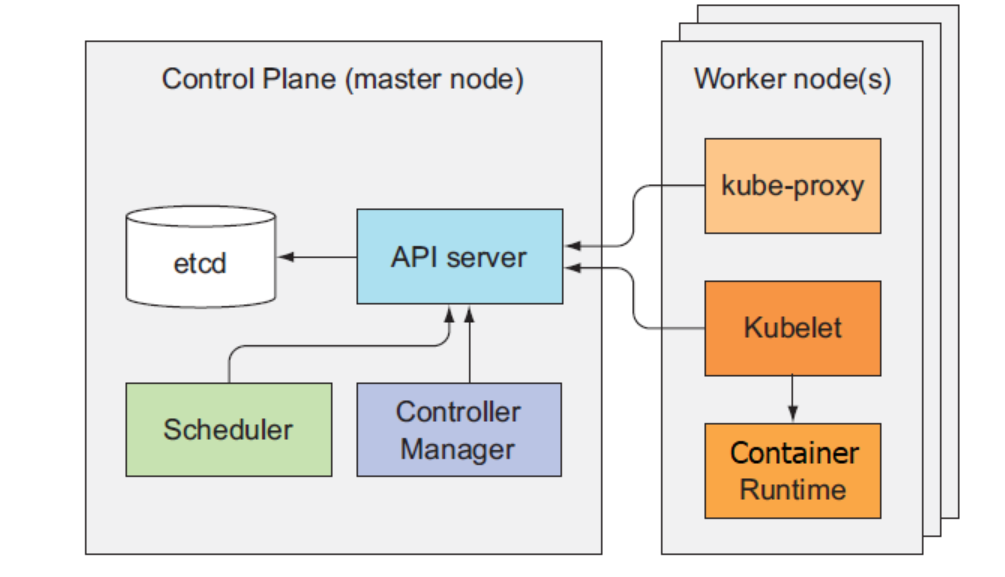 Control Plane (master node)
etcd
API server
Scheduler
Controller
Manager
Worker node(s)
kube-proxy
Kubelet
Container
Runtime